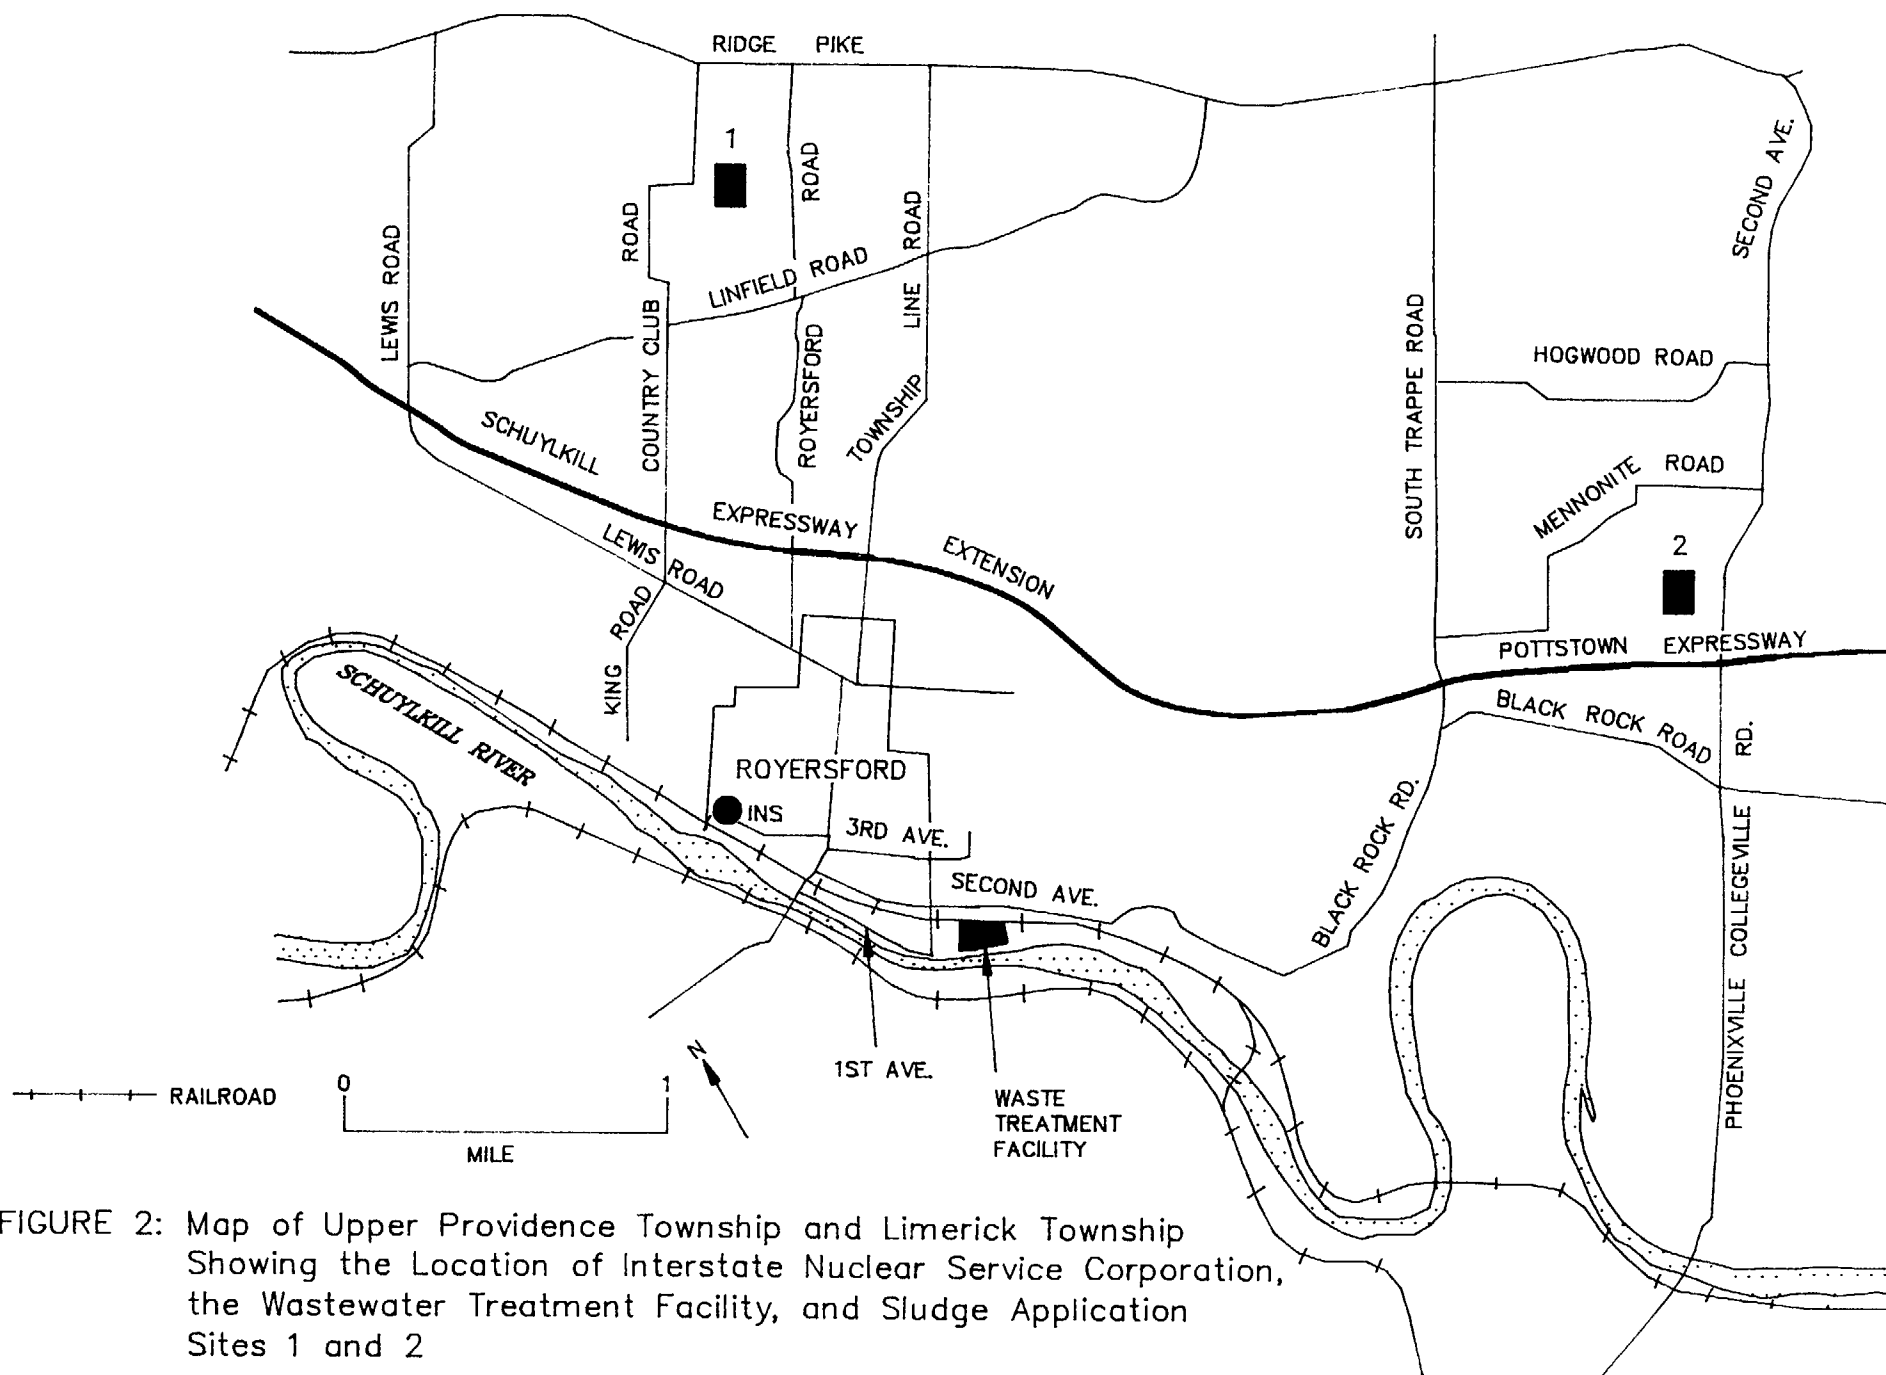 RIDGE PIKE
1
ROAD
SECOND AVE.
LEWIS ROAD
ROAD
LINE ROAD
LINFIELD ROAD
COUNTRY CLUB
ROYERSFORD
TOWNSHIP
SOUTH TRAPPE ROAD
HOGWOOD ROAD
SCHUYLKILL
MENNONITE ROAD
EXPRESSWAY
LEWIS ROAD
EXTENSION
2
KING ROAD
POTTSTOWN EXPRESSWAY
SCHUYLKILL RIVER
BLACK ROCK ROAD
ROYERSFORD
INS
3RD AVE.
BLACK ROCK RD.
SECOND AVE.
PHOENIXVILLE COLLEGEVILLE RD.
N
1ST AVE.
RAILROAD
0 1
MILE
WASTE
TREATMENT
FACILITY
FIGURE 2: Map of Upper Providence Township and Limerick Township
Showing the Location of Interstate Nuclear Service Corporation,
the Wastewater Treatment Facility, and Sludge Application
Sites 1 and 2